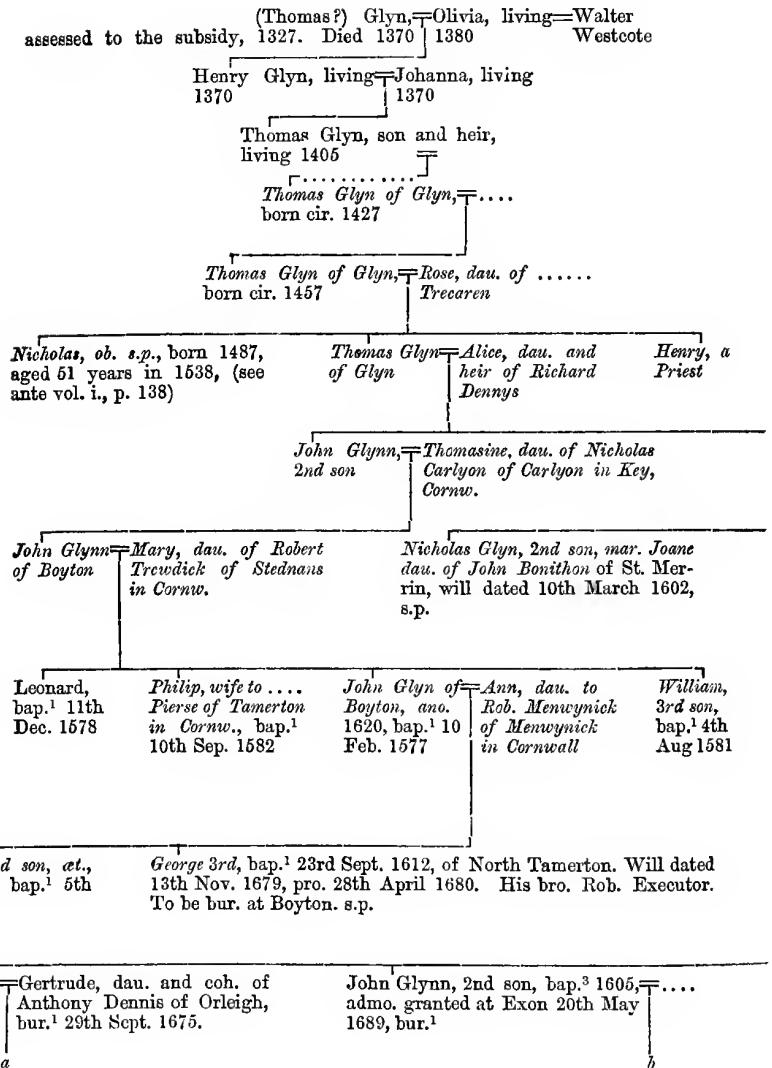 (Thomas ?) Glyn, Olivia, living Walter
assessed to the subsidy, 1327. Died 1370 1380 Westcote
Henry Glyn, living Johanna, living
1370 1370
Thomas Glyn, son and heir,
living 1405
Thomas Glyn of Glyn, ....
born cir. 1427
Thomas Glyn of Glyn, Rose, dau. of ......
born cir. 1457 Trecaren
Nicholas, ob. s.p., born 1487,
aged 51 years in 1538, (see
ante vol. i., p. 138)
Thomas Glyn
of Glyn
Alice, dau. and
heir of Richard
Dennys
Henry, a
Priest
John Glynn,
2nd son
Thomasine, dau. of Nicholas
Carlyon of Carlyon in Key,
Cornw.
John Glynn
of Boyton
Mary, dau. of Robert
Trewdick of Stednans
in Cornw.
Nicholas Glyn, 2nd son, mar. Joane
dau. of John Bonithon of St. Mer-
rin, will dated 10th March 1602,
s.p.
Leonard,
bap.¹ 11th
Dec. 1578
Philip, wife to ....
Pierse of Tamerton
in Cornw., bap.¹
10th Sep. 1582
John Glyn of
Boyton, ano.
1620, bap.¹ 10
Feb. 1577
Ann, dau. to
Rob. Menwynick
of Menwynick
in Cornwall
William,
3rd son,
bap.¹ 4th
Aug 1581
d son, æt.,
bap.¹ 5th
George 3rd, bap.¹ 23rd Sept. 1612, of North Tamerton. Will dated
13th Nov. 1679, pro. 28th April 1680. His bro. Rob. Executor.
To be bur. at Boyton. s.p.
Gertrude, dau. and coh. of
Anthony Dennis of Orleigh,
bur.¹ 29th Sept. 1675.
John Glynn, 2nd son, bap.³ 1605, ....
admo. granted at Exon 20th May
1689, bur.¹
a b